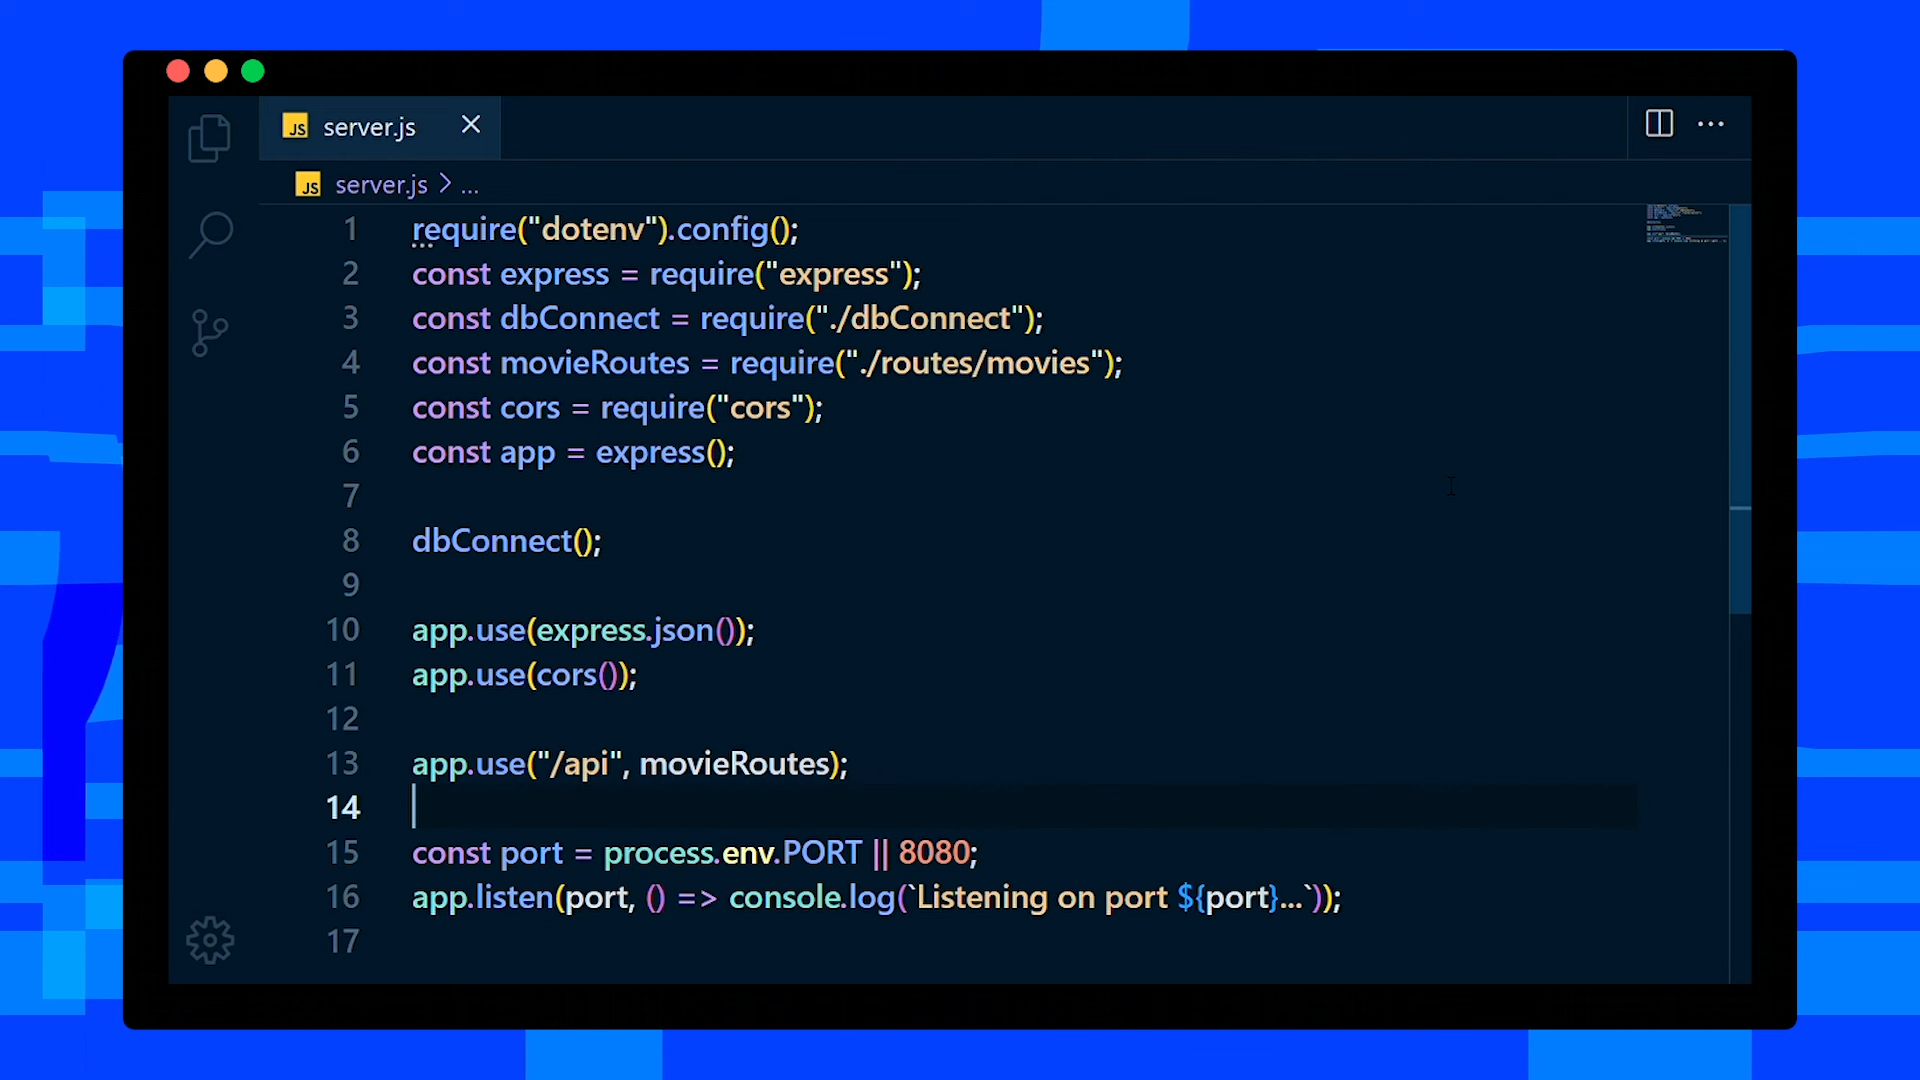 JS server.js
JS server.js > ...
1 require("dotenv").config();
2 const express = require("express");
3 const dbConnect = require("./dbConnect");
4 const movieRoutes = require("./routes/movies");
5 const cors = require("cors");
6 const app = express();
7
8 dbConnect();
9
10 app.use(express.json());
11 app.use(cors());
12
13 app.use("/api", movieRoutes);
14
15 const port = process.env.PORT || 8080;
16 app.listen(port, () => console.log(`Listening on port ${port}...`));
17